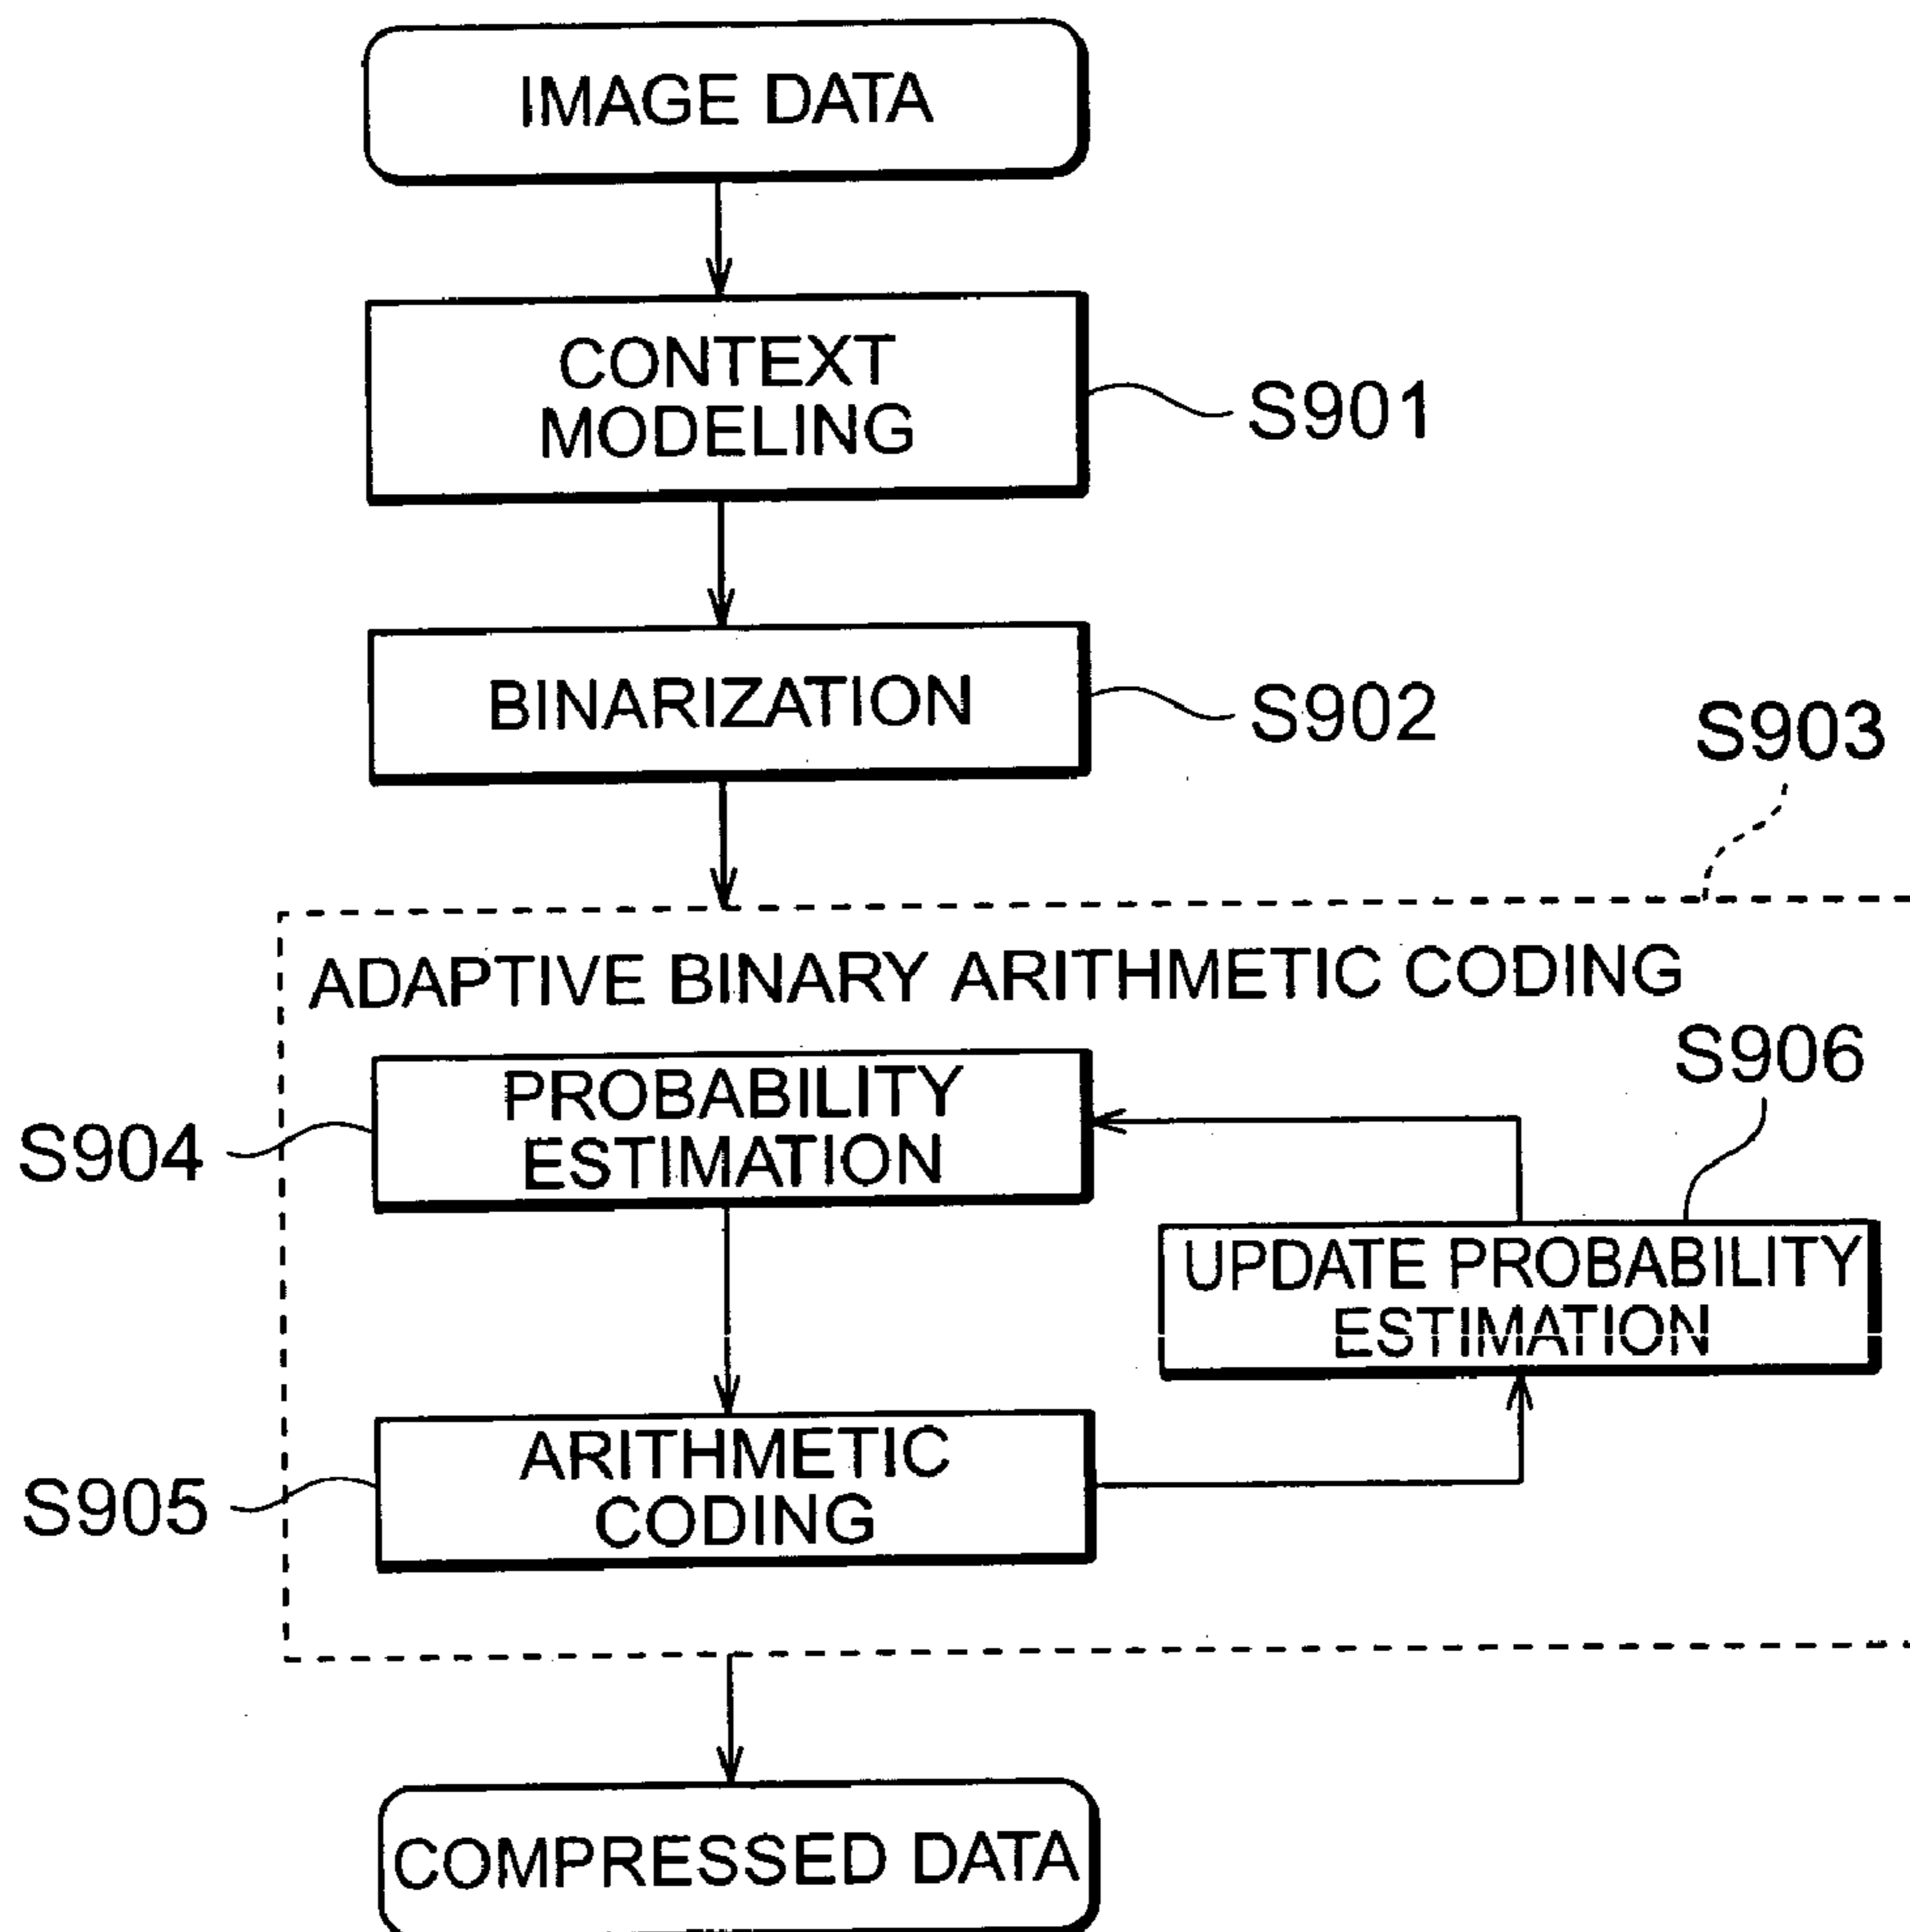 IMAGE DATA
CONTEXT
MODELING
S901
BINARIZATION
S902
S903
ADAPTIVE BINARY ARITHMETIC CODING
S906
PROBABILITY
ESTIMATION
S904
UPDATE PROBABILITY
ESTIMATION
ARITHMETIC
CODING
S905
COMPRESSED DATA